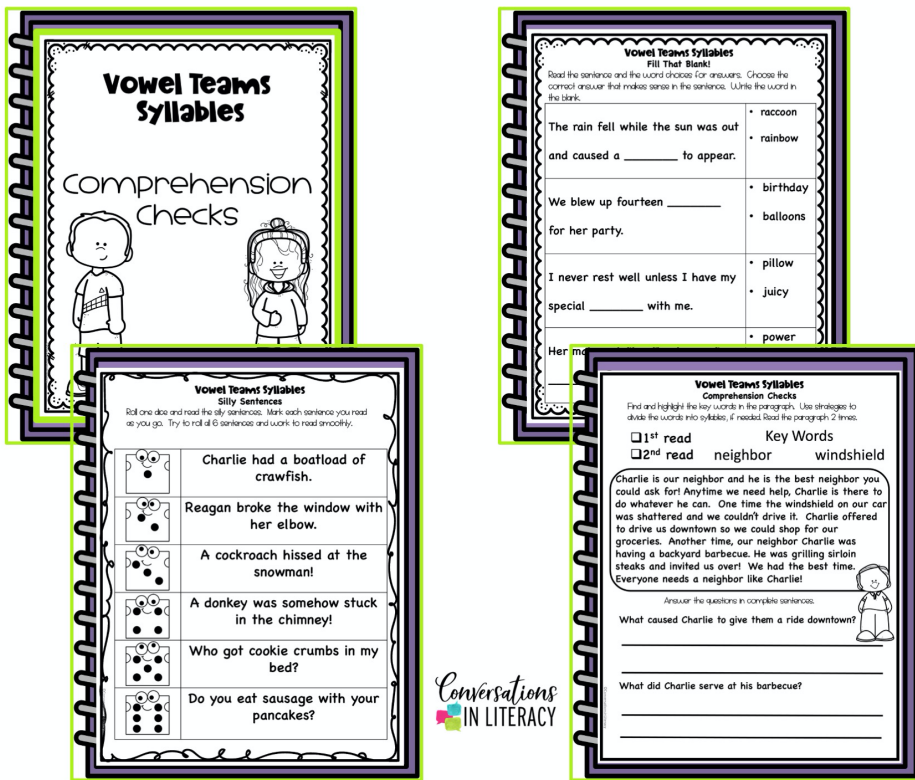 Vowel Teams
Syllables
Comprehension
Checks
Vowel Teams Syllables
Fill That Blank!
Read the sentence and the word choices for answers. Choose the
correct answer that makes sense in the sentence. Write the word in
the blank.
The rain fell while the sun was out
and caused a ________ to appear.
• raccoon
• rainbow
We blew up fourteen ________
for her party.
• birthday
• balloons
I never rest well unless I have my
special ________ with me.
• pillow
• juicy
Her
• power
Vowel Teams Syllables
Silly Sentences
Roll one dice and read the silly sentences. Mark each sentence you read
as you go. Try to roll all 6 sentences and work to read smoothly.
Charlie had a boatload of
crawfish.
Reagan broke the window with
her elbow.
A cockroach hissed at the
snowman!
A donkey was somehow stuck
in the chimney!
Who got cookie crumbs in my
bed?
Do you eat sausage with your
pancakes?
Conversations
IN LITERACY
Vowel Teams Syllables
Comprehension Checks
Find and highlight the key words in the paragraph. Use strategies to
divide the words into syllables, if needed. Read the paragraph 2 times.
❑1st read Key Words
❑2nd read neighbor windshield
Charlie is our neighbor and he is the best neighbor you
could ask for! Anytime we need help, Charlie is there to
do whatever he can. One time the windshield on our car
was shattered and we couldn't drive it. Charlie offered
to drive us downtown so we could shop for our
groceries. Another time, our neighbor Charlie was
having a backyard barbecue. He was grilling sirloin
steaks and invited us over! We had the best time.
Everyone needs a neighbor like Charlie!
Answer the questions in complete sentences.
What caused Charlie to give them a ride downtown?
What did Charlie serve at his barbecue?